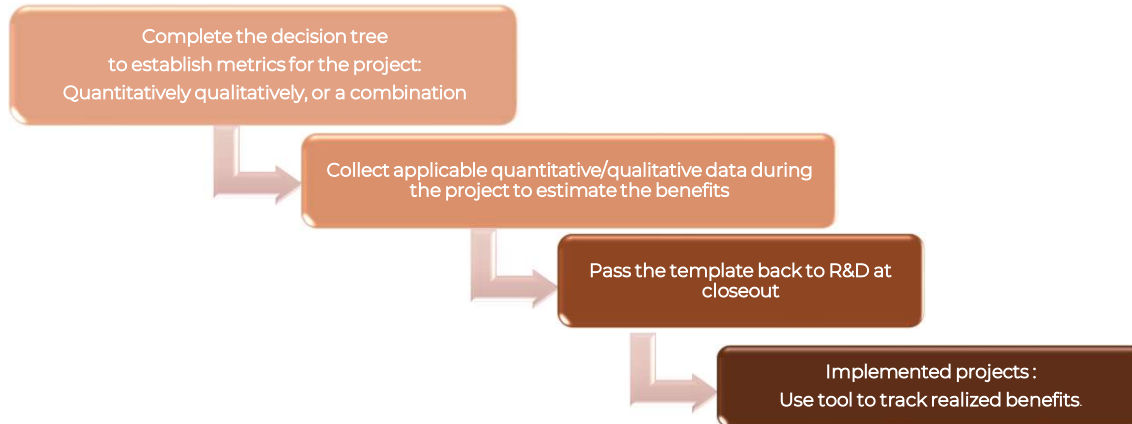 Complete the decision tree
to establish metrics for the project:
Quantitatively qualitatively, or a combination
Collect applicable quantitative/qualitative data during
the project to estimate the benefits
Pass the template back to R&D at
closeout
Implemented projects :
Use tool to track realized benefits.